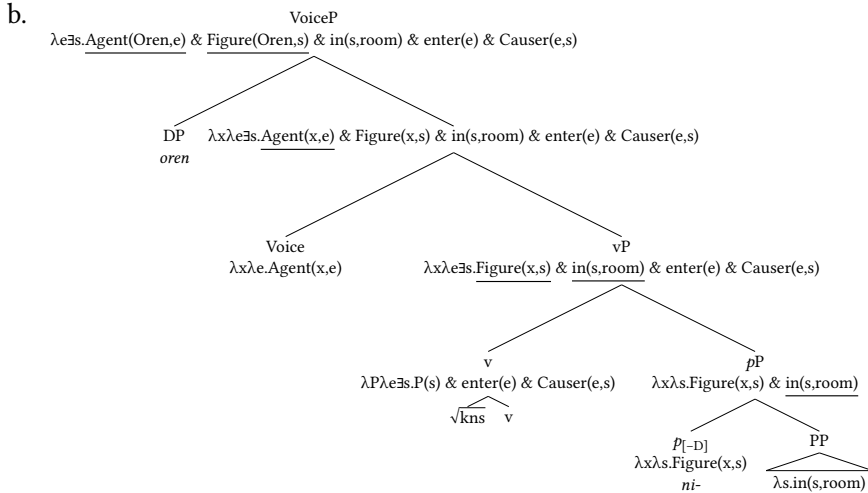 b.
VoiceP
λe∃s.Agent(Oren,e) & Figure(Oren,s) & in(s,room) & enter(e) & Causer(e,s)
DP
oren
λxλe∃s.Agent(x,e) & Figure(x,s) & in(s,room) & enter(e) & Causer(e,s)
Voice
λxλe.Agent(x,e)
vP
λxλe∃s.Figure(x,s) & in(s,room) & enter(e) & Causer(e,s)
v
λPλe∃s.P(s) & enter(e) & Causer(e,s)
√kns v
pP
λxλs.Figure(x,s) & in(s,room)
p[−D]
λxλs.Figure(x,s)
ni-
PP
λs.in(s,room)